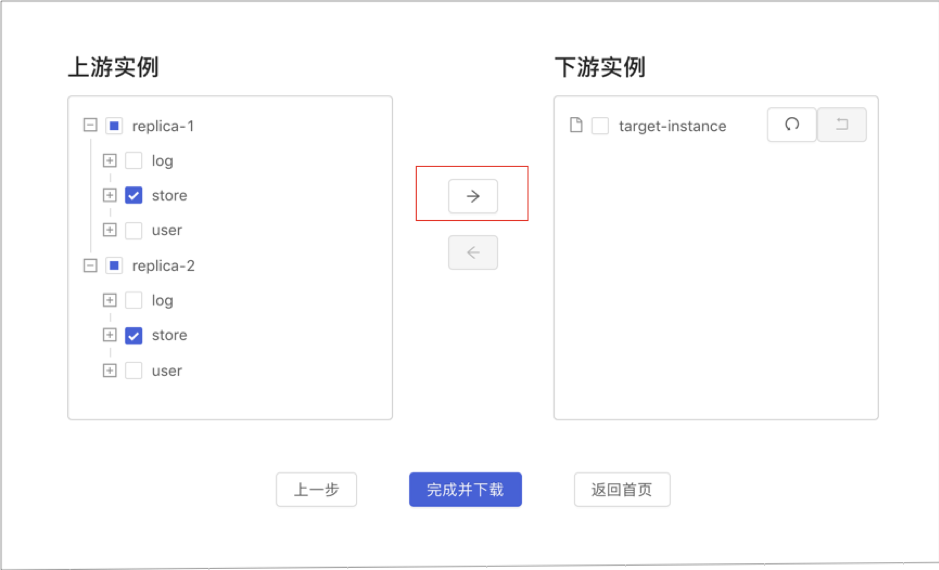 上游实例
下游实例
replica-1
log
store
user
replica-2
log
store
user
target-instance
上一步
完成并下载
返回首页